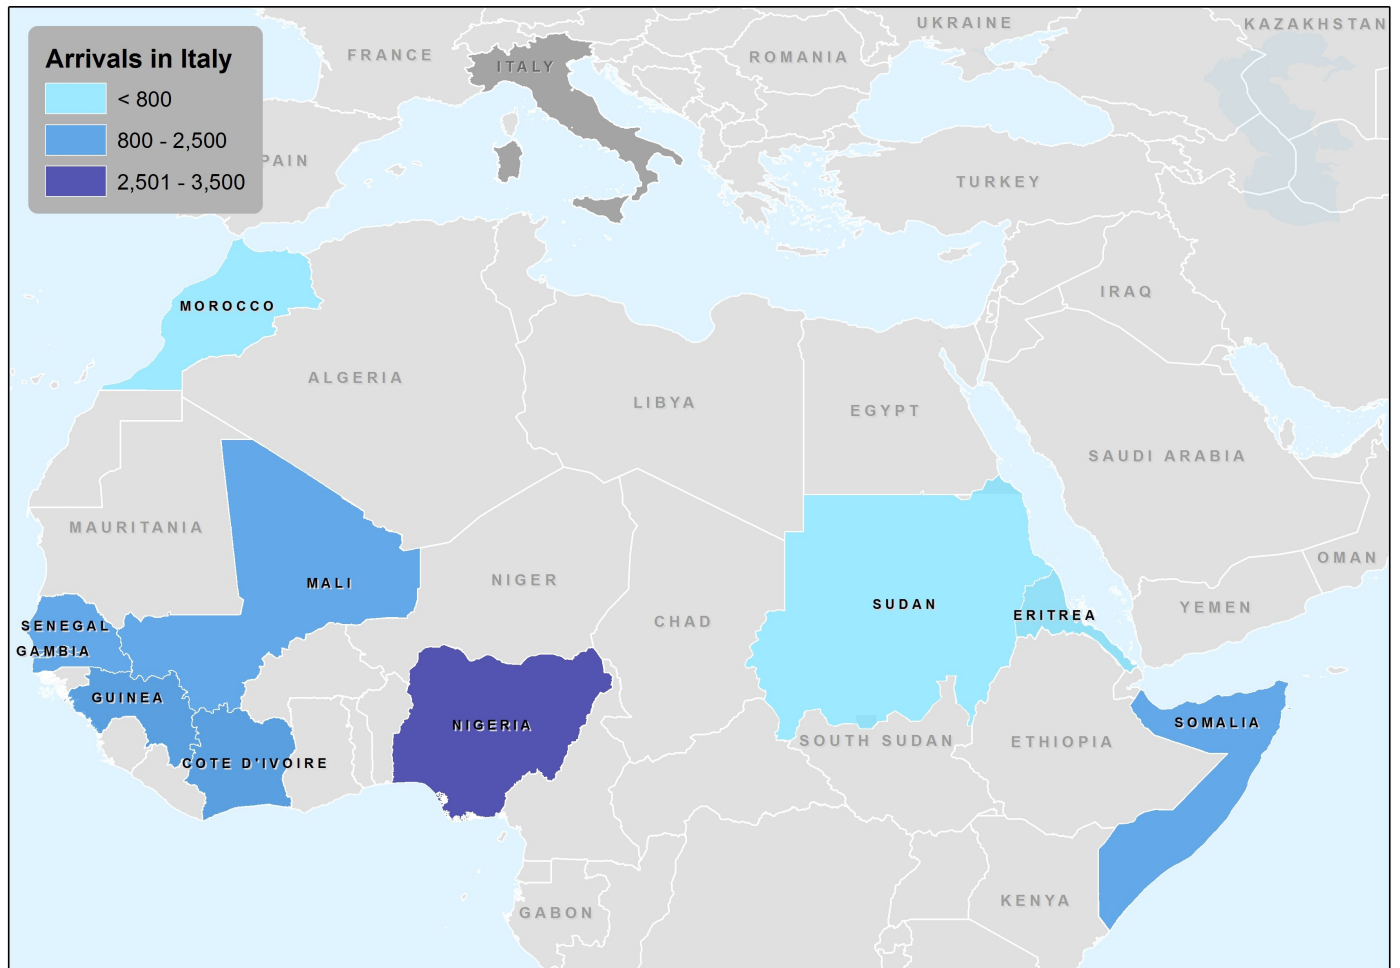 Arrivals in Italy
< 800
800 - 2,500
2,501 - 3,500
UKRAINE
KAZAKHSTAN
FRANCE
ITALY
ROMANIA
PAIN
TURKEY
MOROCCO
IRAQ
ALGERIA
LIBYA
EGYPT
SAUDI ARABIA
MAURITANIA
OMAN
MALI
NIGER
CHAD
SUDAN
ERITREA
YEMEN
SENEGAL
GAMBIA
GUINEA
NIGERIA
SOUTH SUDAN
ETHIOPIA
SOMALIA
COTE D'IVOIRE
KENYA
GABON